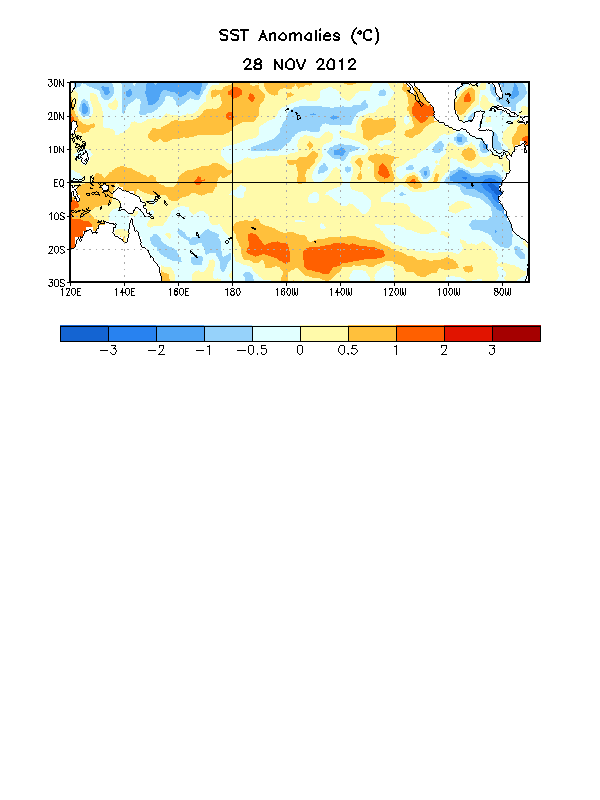 SST Anomalies (°C)
28 NOV 2012
30N
20N
10N
EQ
10S
20S
30S
120E 140E 160E 180 160W 140W 120W 100W 80W
−3 −2 −1 −0.5 0 0.5 1 2 3